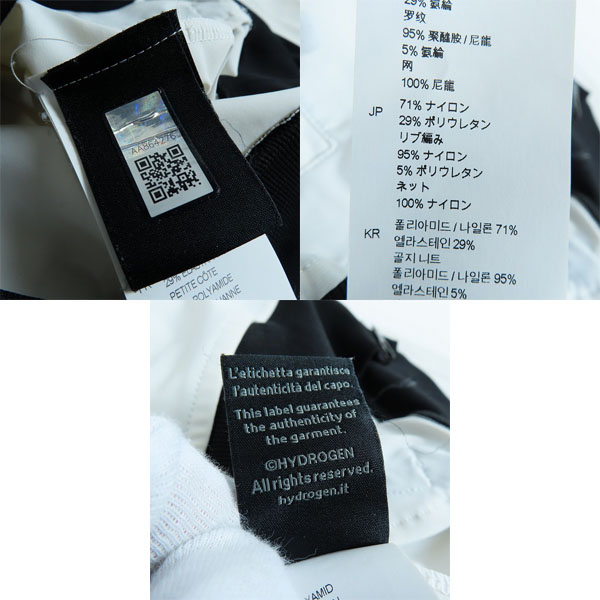 AA864276
29%
PETITE CÔTE
POLYAMIDE
29% 氨綸
罗纹
95% 聚醯胺 / 尼龍
5% 氨綸
网
100% 尼龍
JP 71% ナイロン
29% ポリウレタン
リブ編み
95% ナイロン
5% ポリウレタン
ネット
100% ナイロン
KR 폴리아미드 / 나일론 71%
엘라스테인 29%
골지 니트
폴리아미드 / 나일론 95%
엘라스테인 5%
L'etichetta garantisce
l'autenticità del capo.
This label guarantees
the authenticity of
the garment.
©HYDROGEN
All rights reserved.
hydrogen.it